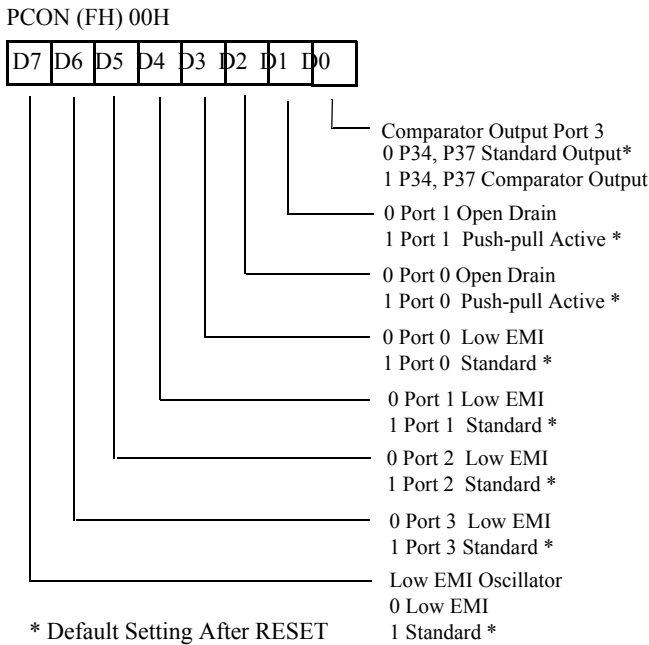 PCON (FH) 00H
D7 D6 D5 D4 D3 D2 D1 D0
Comparator Output Port 3
0 P34, P37 Standard Output*
1 P34, P37 Comparator Output
0 Port 1 Open Drain
1 Port 1 Push-pull Active *
0 Port 0 Open Drain
1 Port 0 Push-pull Active *
0 Port 0 Low EMI
1 Port 0 Standard *
0 Port 1 Low EMI
1 Port 1 Standard *
0 Port 2 Low EMI
1 Port 2 Standard *
0 Port 3 Low EMI
1 Port 3 Standard *
Low EMI Oscillator
0 Low EMI
1 Standard *
* Default Setting After RESET